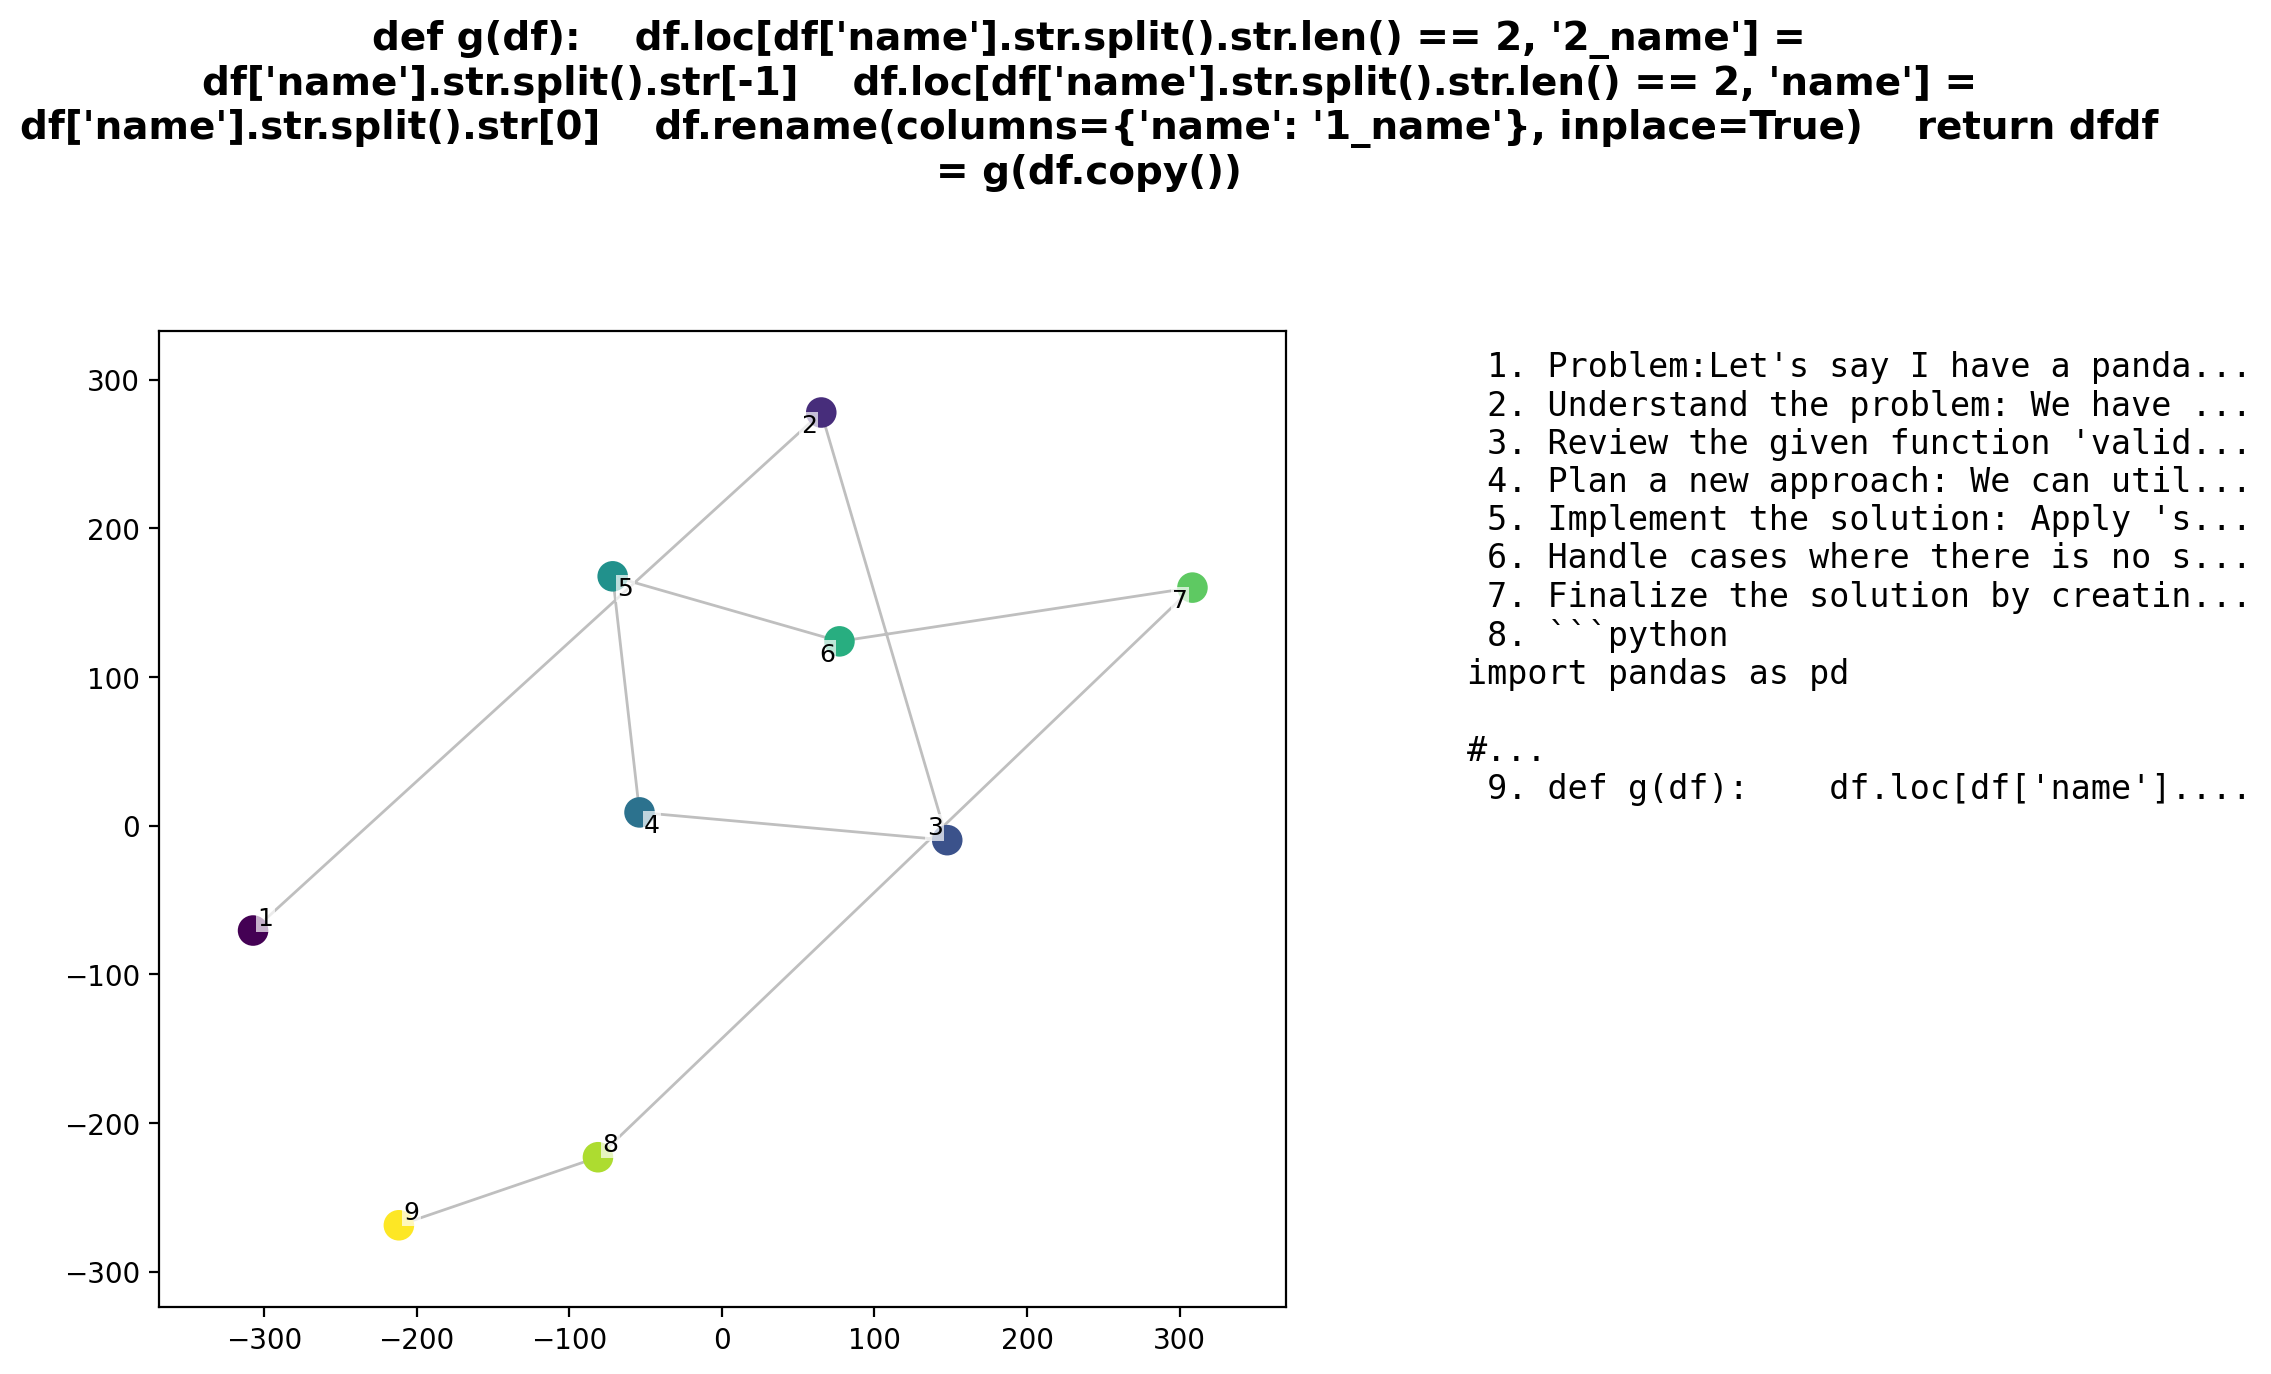 def g(df):    df.loc[df['name'].str.split().str.len() == 2, '2_name'] =
df['name'].str.split().str[-1]    df.loc[df['name'].str.split().str.len() == 2, 'name'] =
df['name'].str.split().str[0]    df.rename(columns={'name': '1_name'}, inplace=True)    return dfdf
= g(df.copy())
300
200
100
0
−100
−200
−300
−300
−200
−100
0
100
200
300
2
5
7
6
4
3
1
8
9
1. Problem:Let's say I have a panda...
2. Understand the problem: We have ...
3. Review the given function 'valid...
4. Plan a new approach: We can util...
5. Implement the solution: Apply 's...
6. Handle cases where there is no s...
7. Finalize the solution by creatin...
8. ```python
import pandas as pd
#...
9. def g(df):    df.loc[df['name']....